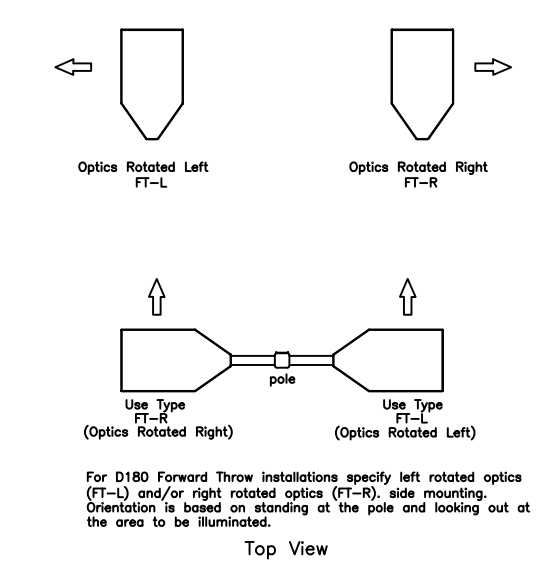 Optics Rotated Left
FT-L
Optics Rotated Right
FT-R
pole
Use Type
FT-R
(Optics Rotated Right)
Use Type
FT-L
(Optics Rotated Left)
For D180 Forward Throw installations specify left rotated optics
(FT-L) and/or right rotated optics (FT-R). side mounting.
Orientation is based on standing at the pole and looking out at
the area to be illuminated.
Top View